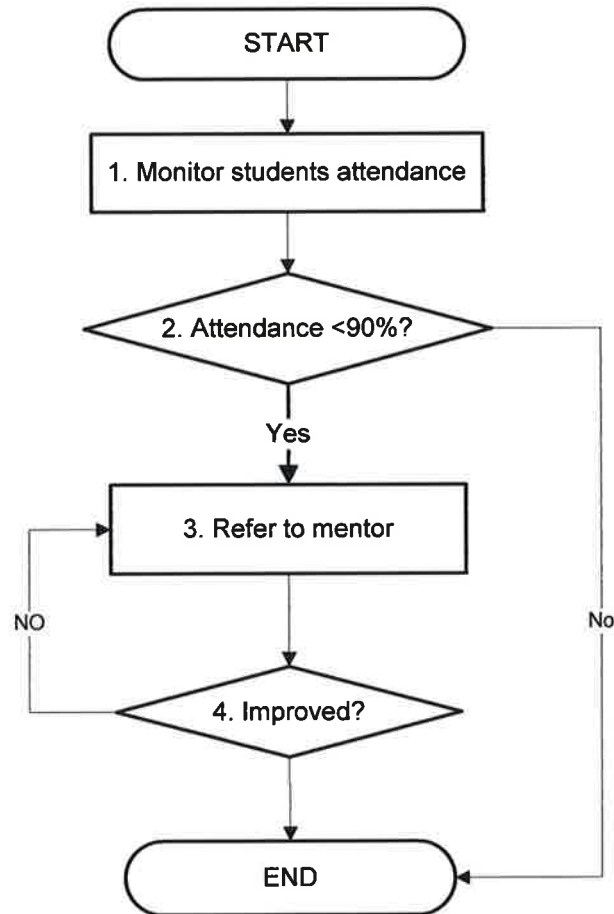 START
1. Monitor students attendance
2. Attendance <90%?
Yes
3. Refer to mentor
NO
No
4. Improved?
END